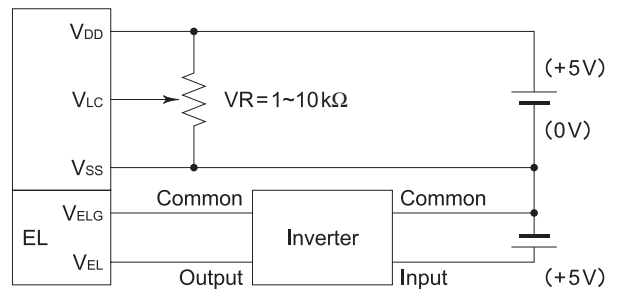 VDD
(+5V)
VLC
VR=1~10kΩ
(0V)
VSS
Common
Common
VELG
EL
Inverter
VEL
Output
Input
(+5V)